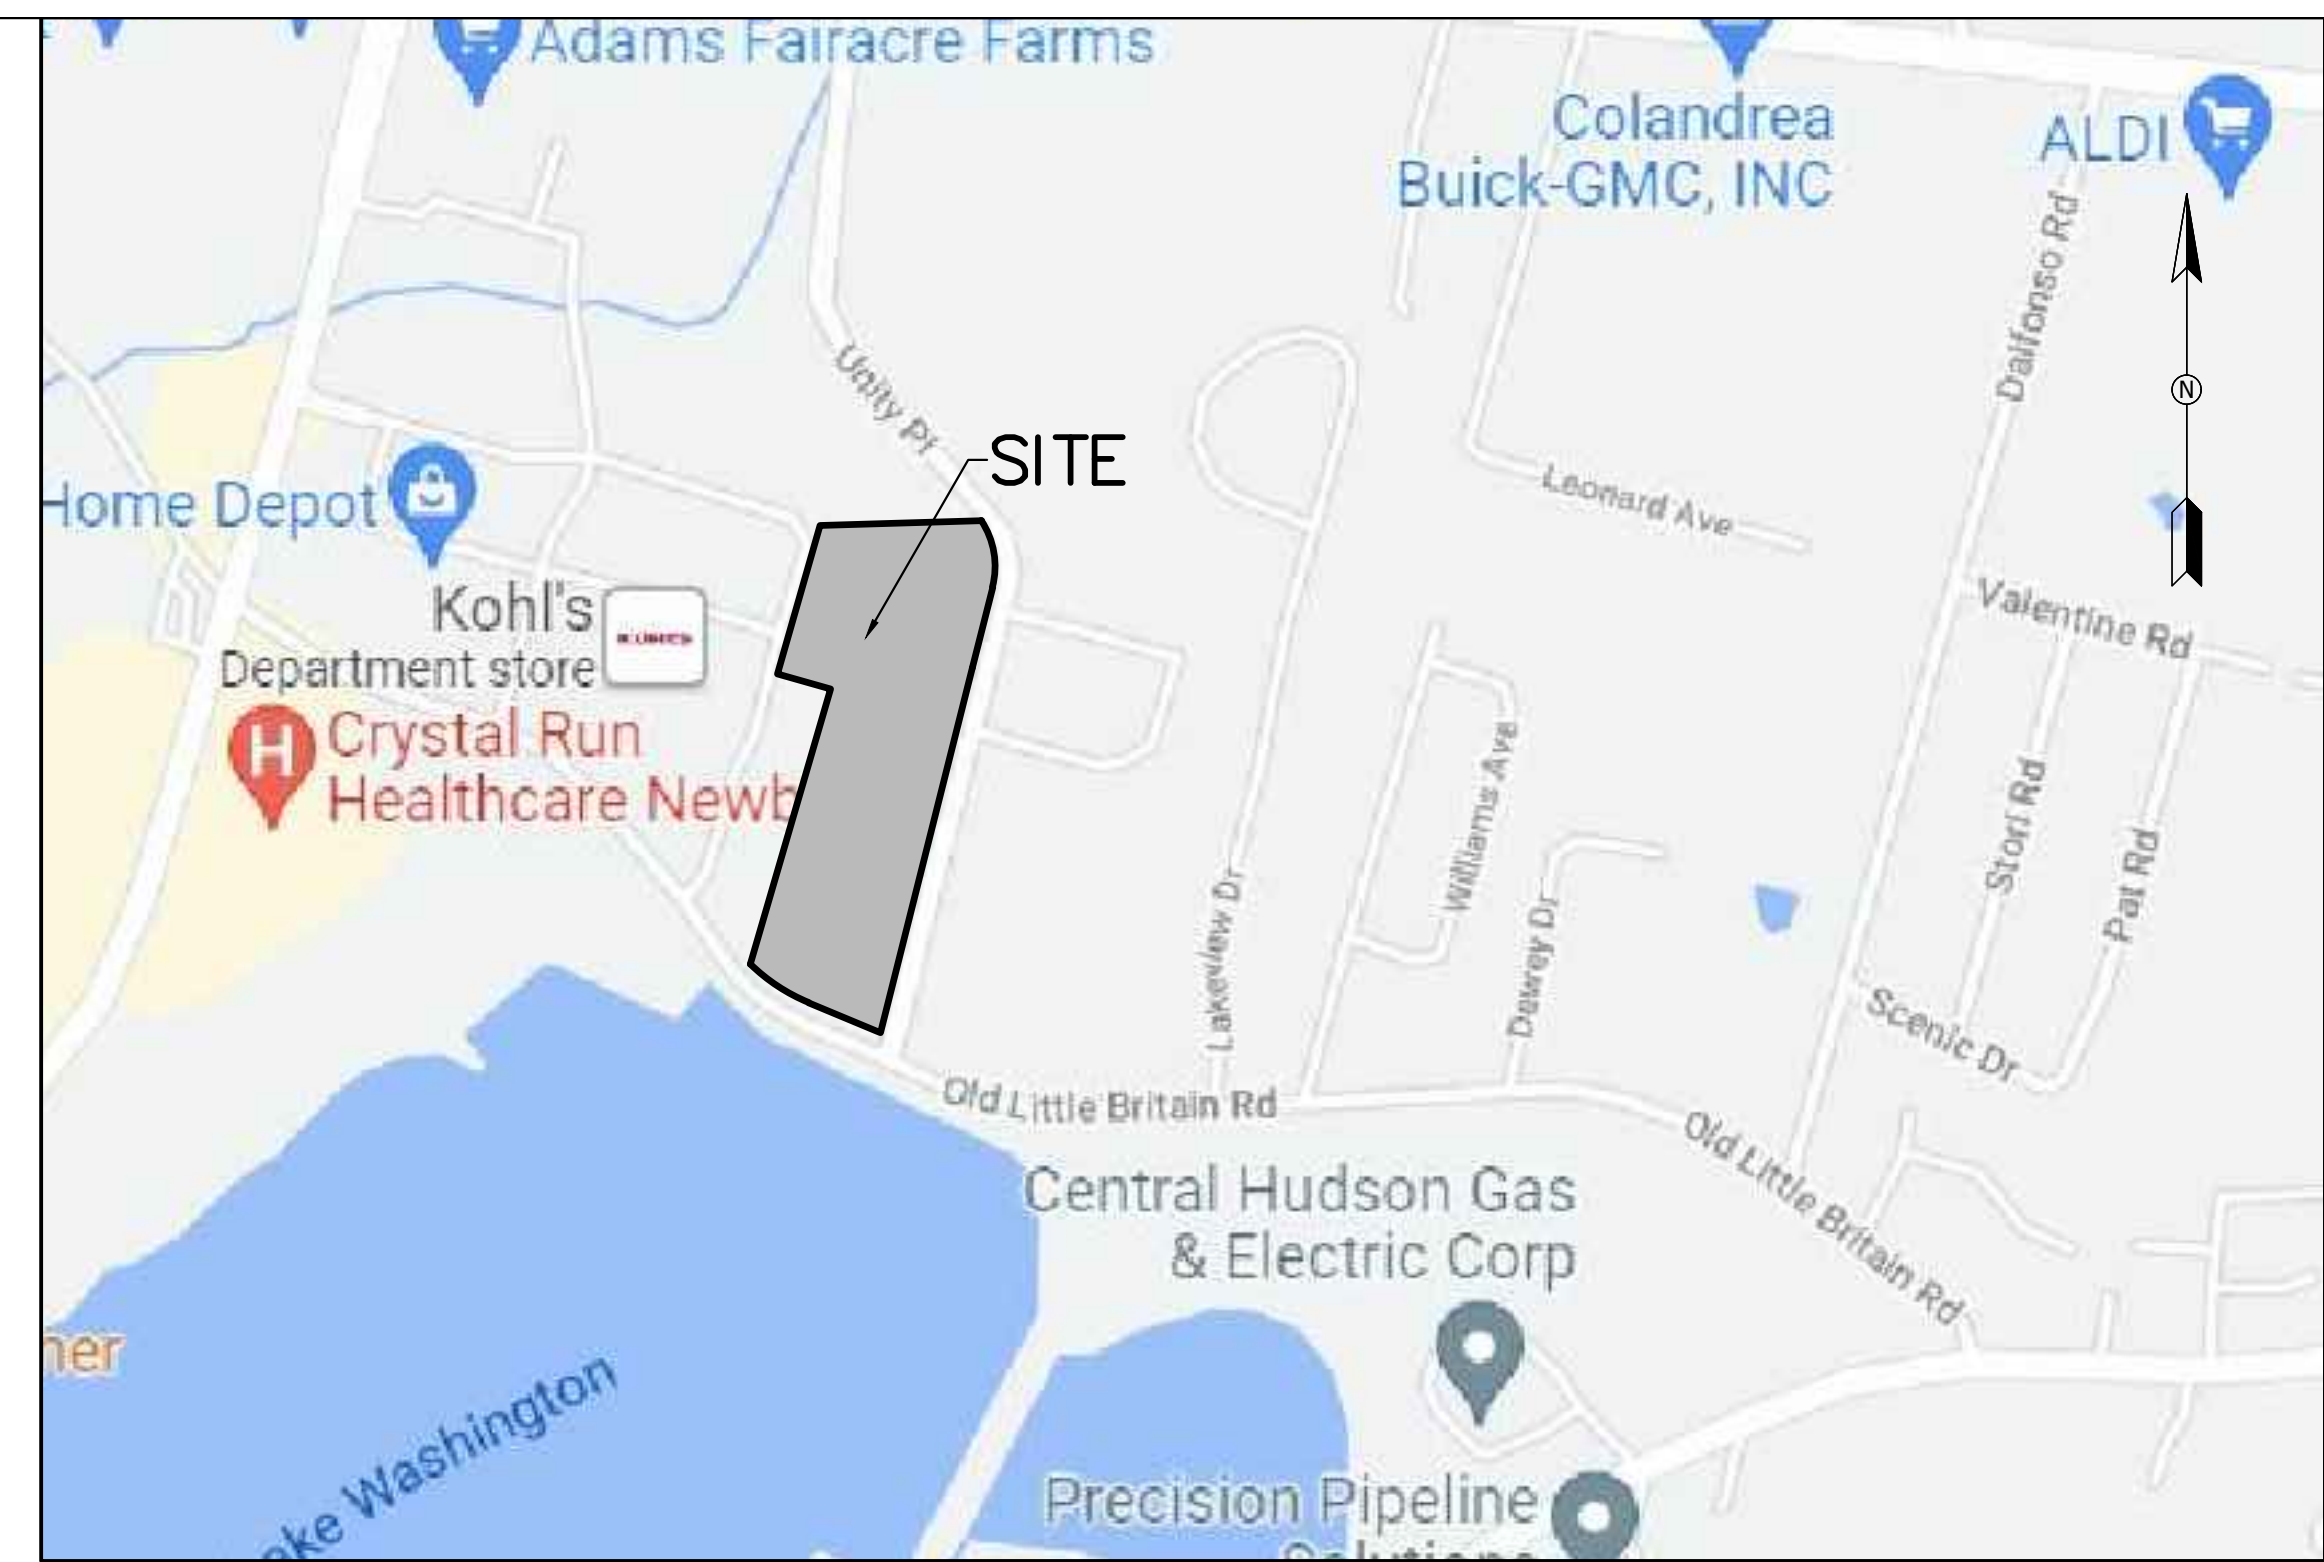 Adams Fairacre Farms
Colandrea
Buick-GMC, INC
ALDI
Dalfonso Rd
N
Unity Pl
SITE
Home Depot
Leonard Ave
Kohl's
Department store
Valentine Rd
Crystal Run
Healthcare Newb
H
Williams Ave
Stori Rd
Pat Rd
Lakeview Dr
Dewey Dr
Scenic Dr
Old Little Britain Rd
Old Little Britain Rd
Central Hudson Gas
& Electric Corp
ner
ake Washington
Precision Pipeline
Solutions